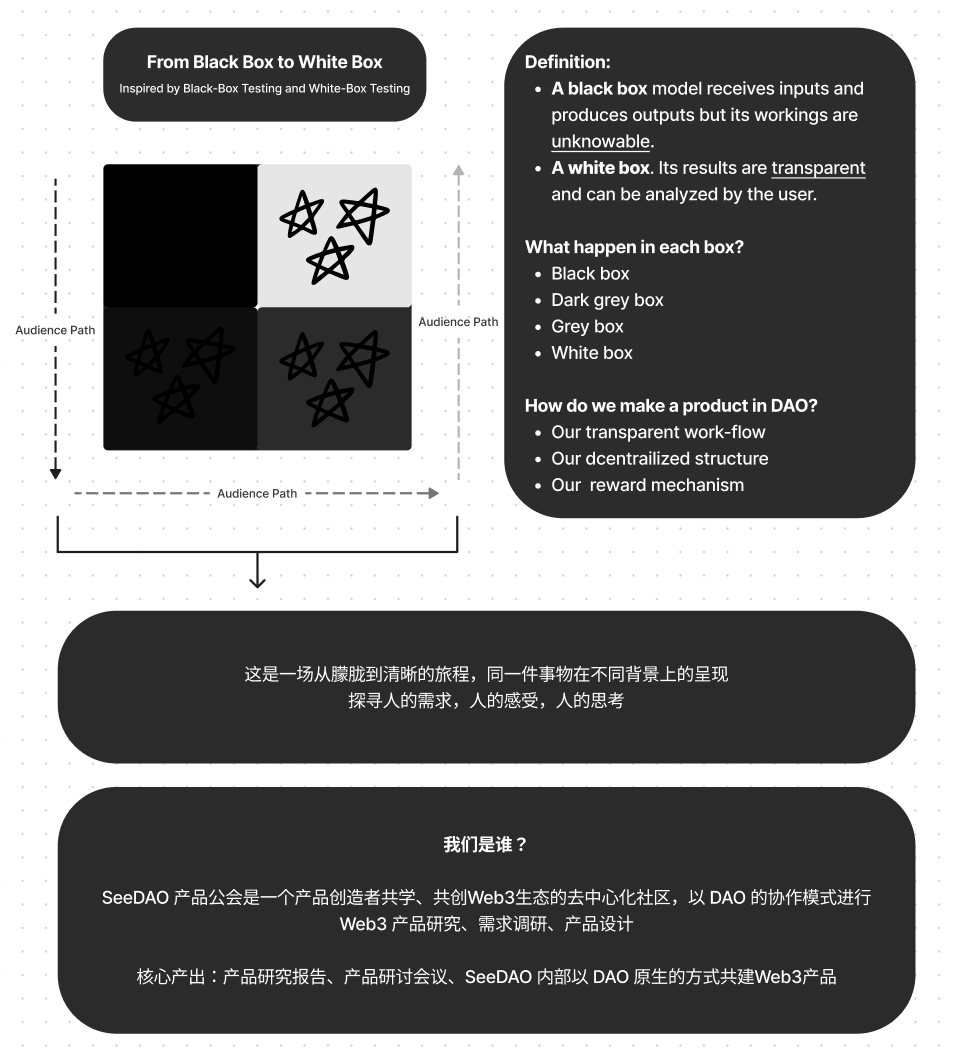 From Black Box to White Box
Inspired by Black-Box Testing and White-Box Testing
Audience Path
Audience Path
Audience Path
Definition:
• A black box model receives inputs and
produces outputs but its workings are
unknowable.
• A white box. Its results are transparent
and can be analyzed by the user.
What happen in each box?
• Black box
• Dark grey box
• Grey box
• White box
How do we make a product in DAO?
• Our transparent work-flow
• Our dcentrailized structure
• Our  reward mechanism
这是一场从朦胧到清晰的旅程，同一件事物在不同背景上的呈现
探寻人的需求，人的感受，人的思考
我们是谁？
SeeDAO 产品公会是一个产品创造者共学、共创Web3生态的去中心化社区，以 DAO 的协作模式进行
Web3 产品研究、需求调研、产品设计
核心产出：产品研究报告、产品研讨会议、SeeDAO 内部以 DAO 原生的方式共建Web3产品